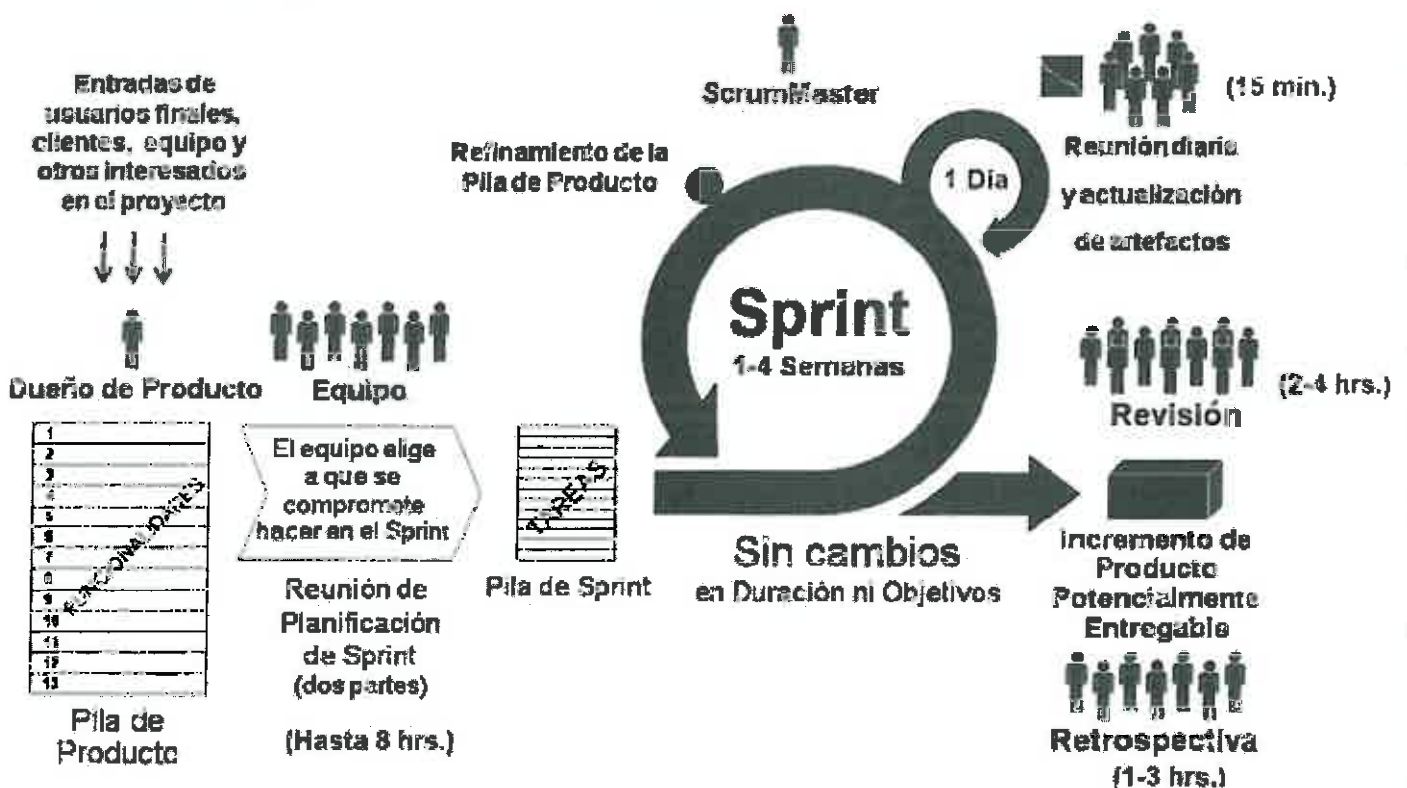 Entradas de
usuarios finales,
clientes, equipo y
otros interesados
en el proyecto
Dueño de Producto
1
2
3
4
5
6
7
8
9
10
11
12
13
FUNCIONALIDADES
Pila de
Producto
Equipo
El equipo elige
a que se
compromete
hacer en el Sprint
Reunión de
Planificación
de Sprint
(dos partes)
(Hasta 8 hrs.)
TAREAS
Pila de Sprint
ScrumMaster
Refinamiento de la
Pila de Producto
1 Día
Sprint
1-4 Semanas
Sin cambios
en Duración ni Objetivos
(15 min.)
Reunión diaria
y actualización
de artefactos
(2-4 hrs.)
Revisión
Incremento de
Producto
Potencialmente
Entregable
Retrospectiva
(1-3 hrs.)